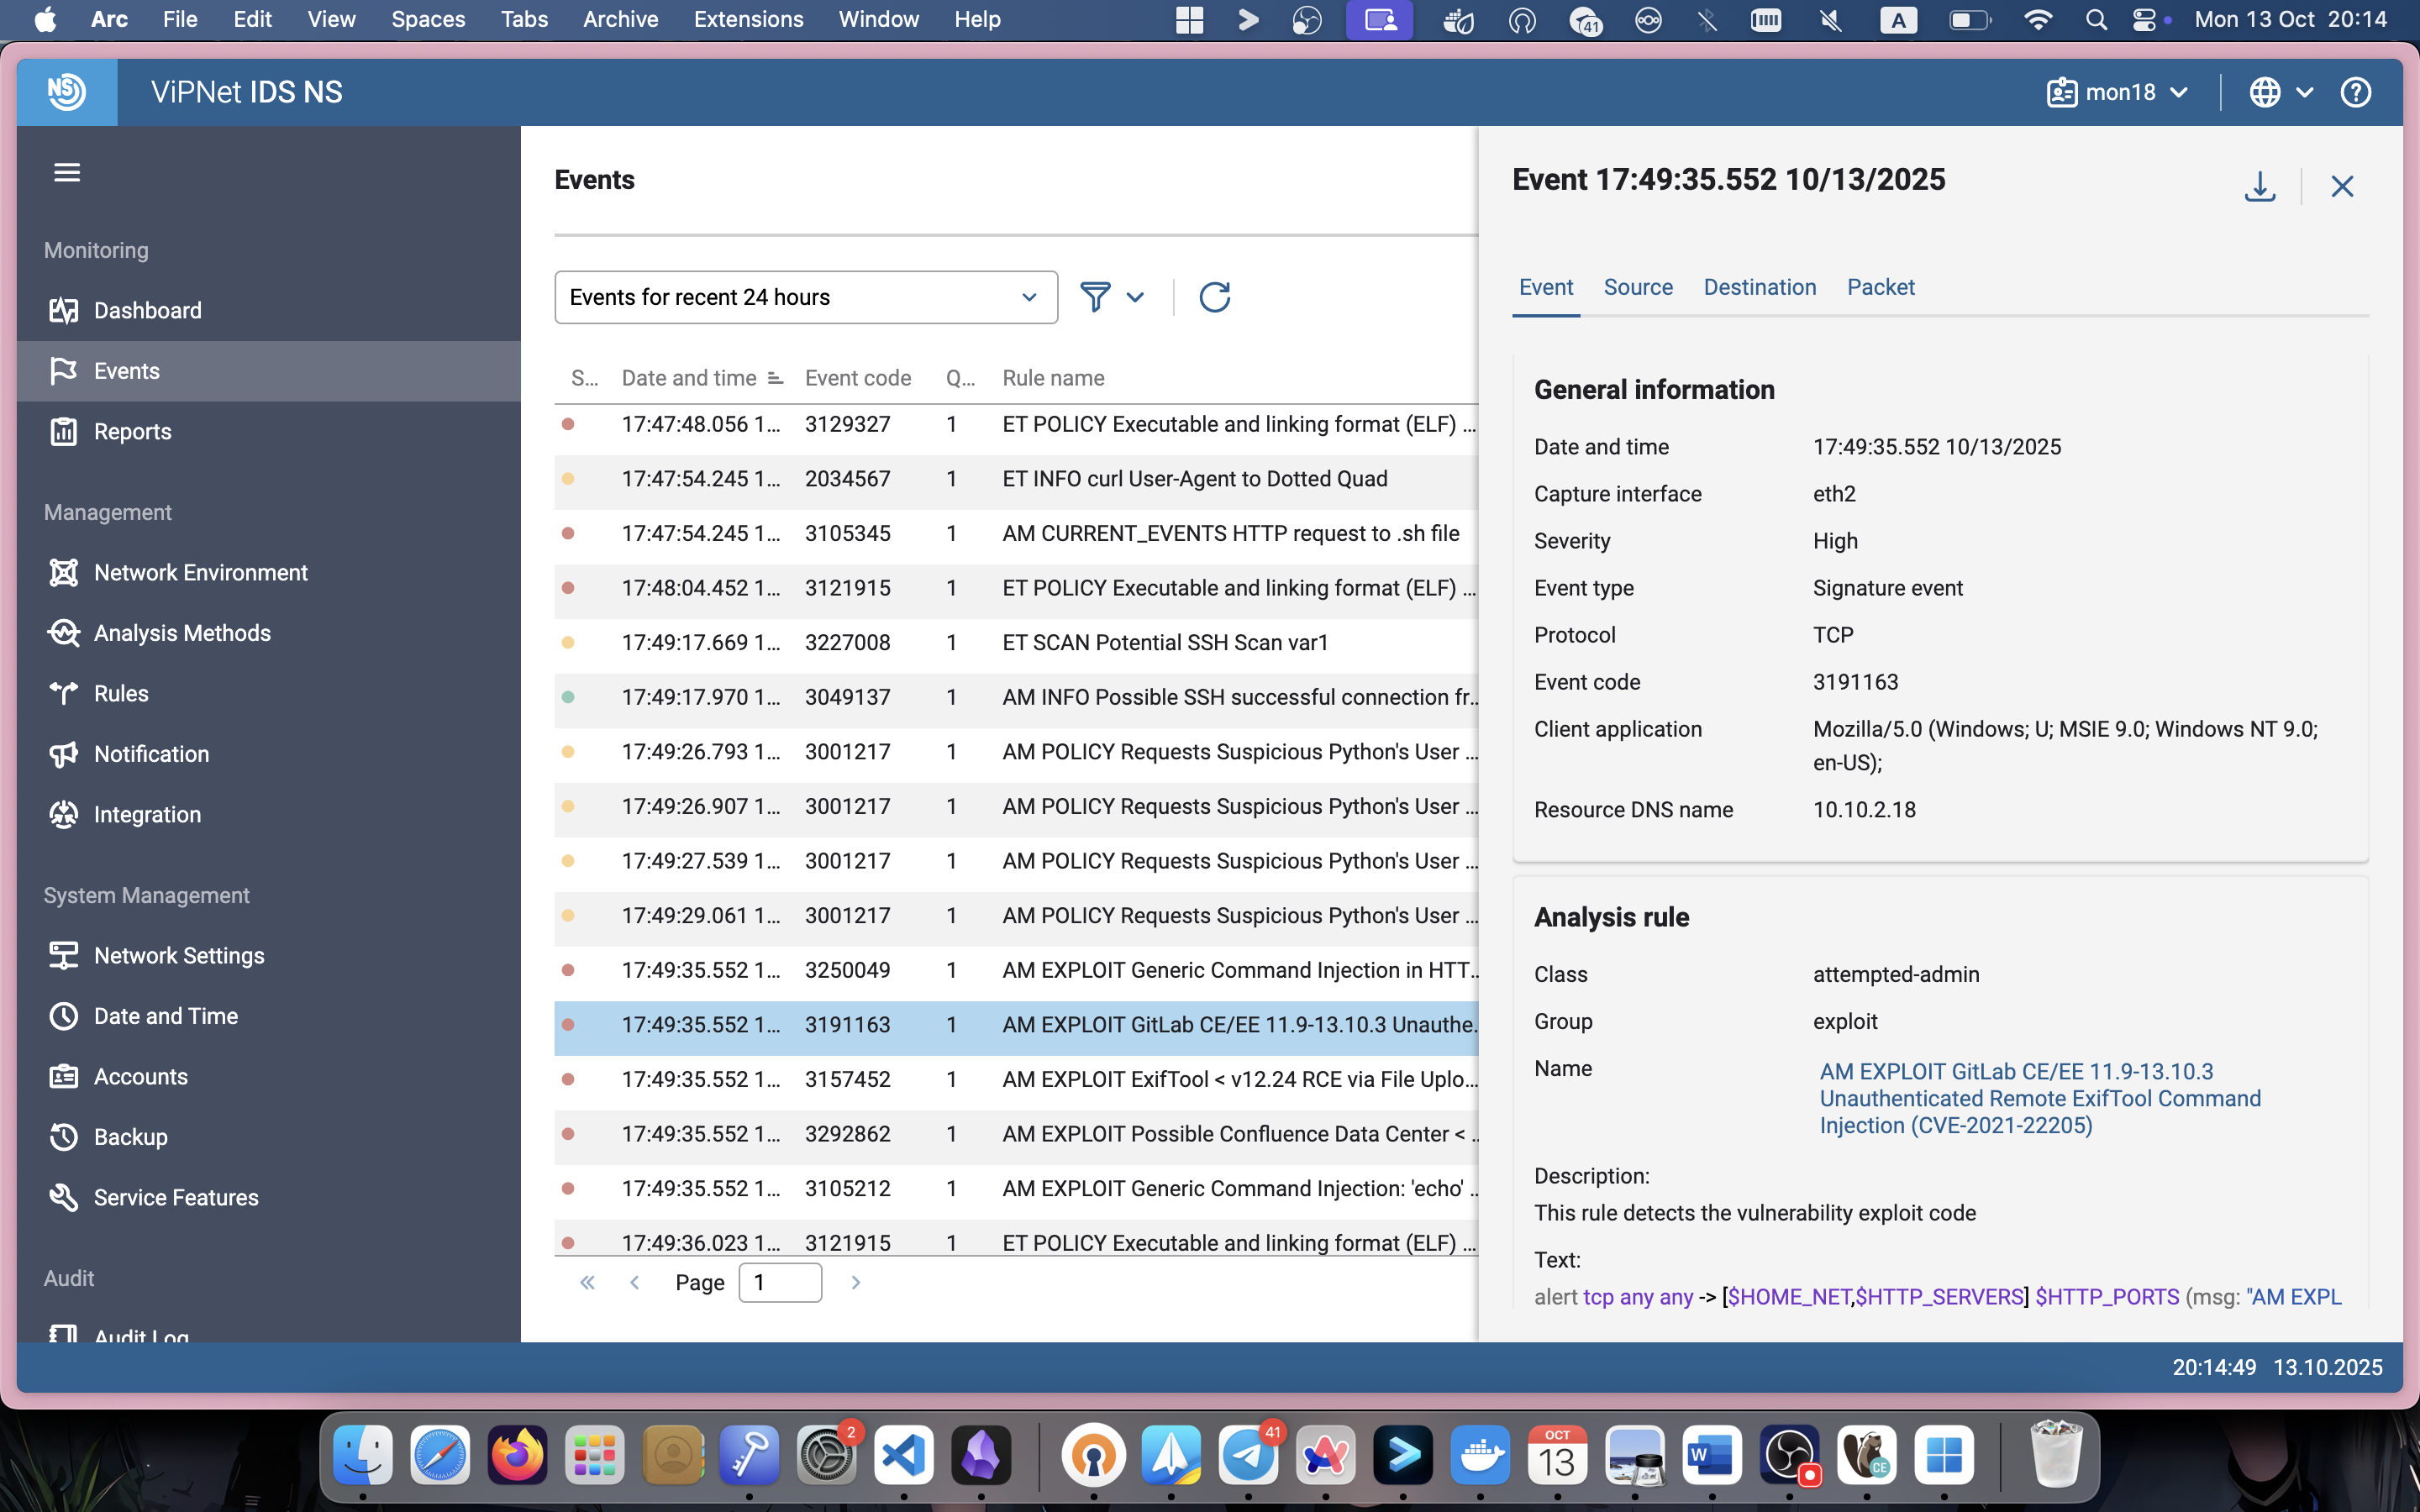 Arc File Edit View Spaces Tabs Archive Extensions Window Help 41 A Mon 13 Oct 20:14
NS ViPNet IDS NS mon18
Monitoring
Dashboard
Events
Reports
Management
Network Environment
Analysis Methods
Rules
Notification
Integration
System Management
Network Settings
Date and Time
Accounts
Backup
Service Features
Audit
Audit Log
Events
Events for recent 24 hours
S... Date and time Event code Q... Rule name
17:47:48.056 1... 3129327 1 ET POLICY Executable and linking format (ELF) ...
17:47:54.245 1... 2034567 1 ET INFO curl User-Agent to Dotted Quad
17:47:54.245 1... 3105345 1 AM CURRENT_EVENTS HTTP request to .sh file
17:48:04.452 1... 3121915 1 ET POLICY Executable and linking format (ELF) ...
17:49:17.669 1... 3227008 1 ET SCAN Potential SSH Scan var1
17:49:17.970 1... 3049137 1 AM INFO Possible SSH successful connection fr...
17:49:26.793 1... 3001217 1 AM POLICY Requests Suspicious Python's User ...
17:49:26.907 1... 3001217 1 AM POLICY Requests Suspicious Python's User ...
17:49:27.539 1... 3001217 1 AM POLICY Requests Suspicious Python's User ...
17:49:29.061 1... 3001217 1 AM POLICY Requests Suspicious Python's User ...
17:49:35.552 1... 3250049 1 AM EXPLOIT Generic Command Injection in HTT...
17:49:35.552 1... 3191163 1 AM EXPLOIT GitLab CE/EE 11.9-13.10.3 Unauthe...
17:49:35.552 1... 3157452 1 AM EXPLOIT ExifTool < v12.24 RCE via File Uplo...
17:49:35.552 1... 3292862 1 AM EXPLOIT Possible Confluence Data Center < ...
17:49:35.552 1... 3105212 1 AM EXPLOIT Generic Command Injection: 'echo' ...
17:49:36.023 1... 3121915 1 ET POLICY Executable and linking format (ELF) ...
Page 1
Event 17:49:35.552 10/13/2025
Event Source Destination Packet
General information
Date and time 17:49:35.552 10/13/2025
Capture interface eth2
Severity High
Event type Signature event
Protocol TCP
Event code 3191163
Client application Mozilla/5.0 (Windows; U; MSIE 9.0; Windows NT 9.0;
en-US);
Resource DNS name 10.10.2.18
Analysis rule
Class attempted-admin
Group exploit
Name AM EXPLOIT GitLab CE/EE 11.9-13.10.3
Unauthenticated Remote ExifTool Command
Injection (CVE-2021-22205)
Description:
This rule detects the vulnerability exploit code
Text:
alert tcp any any -> [$HOME_NET,$HTTP_SERVERS] $HTTP_PORTS (msg: "AM EXPL
20:14:49 13.10.2025
2 41 OCT 13 W CE